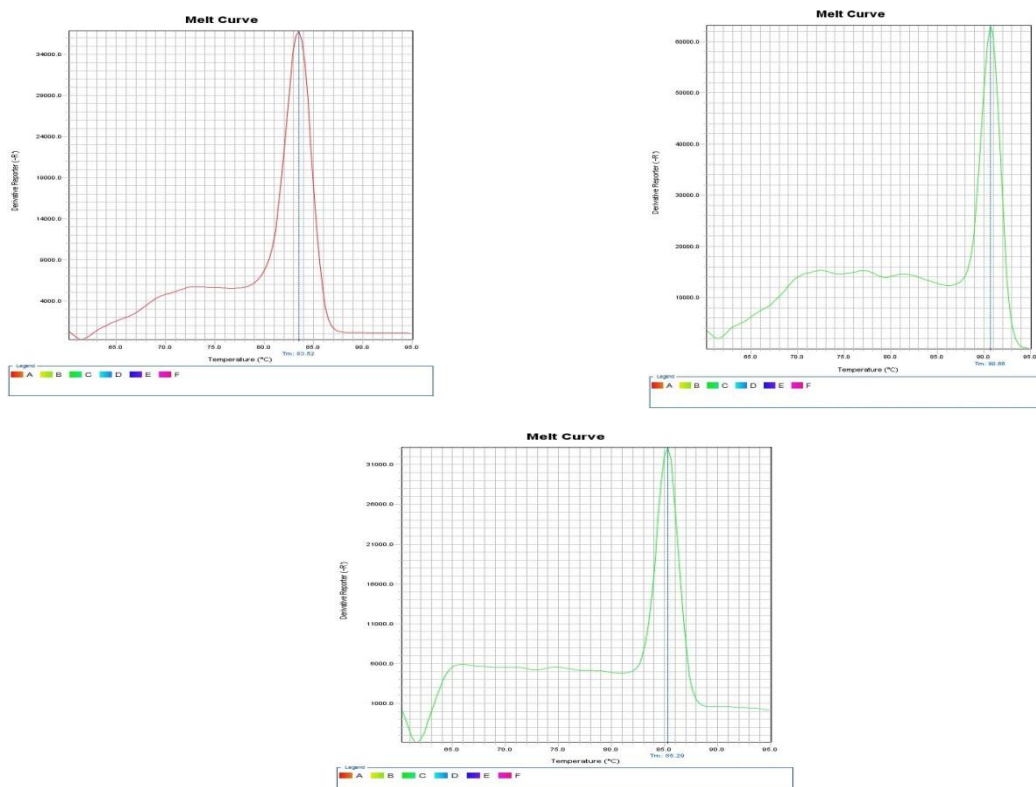 Melt Curve
Derivative Reporter (-R')
34000.0
29000.0
24000.0
19000.0
14000.0
9000.0
4000.0
65.0 70.0 75.0 80.0 85.0 90.0 95.0
Tm: 83.52
Temperature (°C)
Legend
A B C D E F
Melt Curve
Derivative Reporter (-R')
60000.0
50000.0
40000.0
30000.0
20000.0
10000.0
65.0 70.0 75.0 80.0 85.0 90.0 95.0
Temperature (°C)
Legend
A B C D E F
Melt Curve
Derivative Reporter (-R')
31000.0
26000.0
21000.0
16000.0
11000.0
6000.0
1000.0
65.0 70.0 75.0 80.0 85.0 90.0 95.0
Tm: 85.29
Temperature (°C)
Legend
A B C D E F